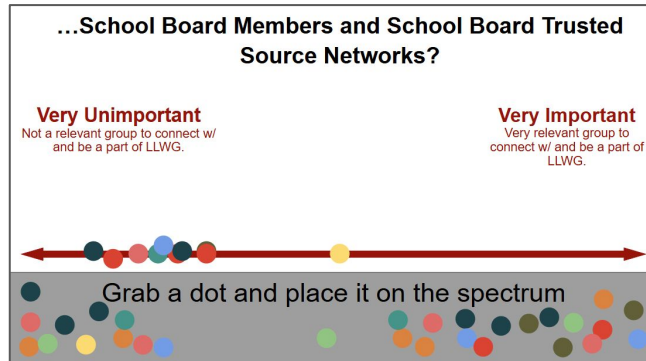 ...School Board Members and School Board Trusted
Source Networks?
Very Unimportant
Not a relevant group to connect w/
and be a part of LLWG.
Very Important
Very relevant group to
connect w/ and be a part of
LLWG.
Grab a dot and place it on the spectrum